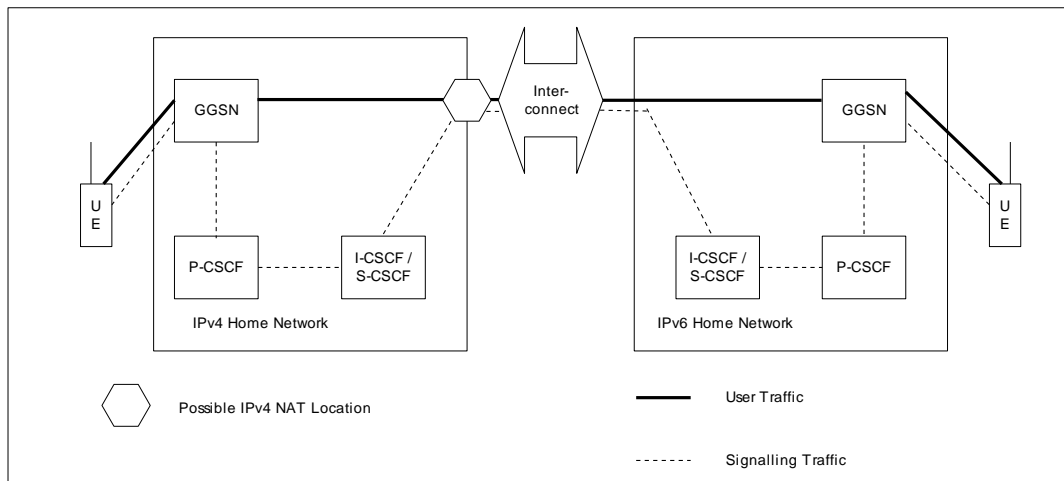 Inter-
connect
GGSN
GGSN
U
E
U
E
P-CSCF
I-CSCF /
S-CSCF
I-CSCF /
S-CSCF
P-CSCF
IPv4 Home Network
IPv6 Home Network
Possible IPv4 NAT Location
User Traffic
Signalling Traffic